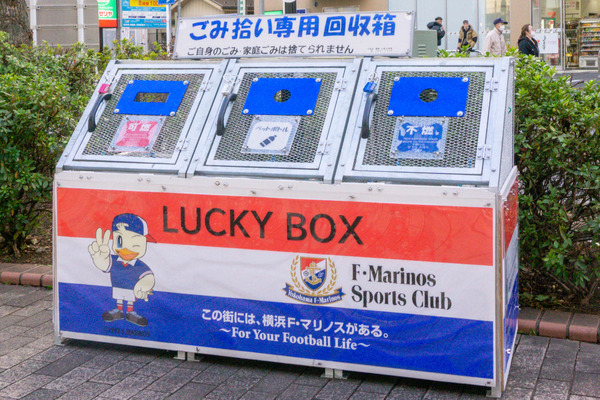 ごみ拾い専用 回収箱
ご自身のごみ・家庭ごみは捨てられません
可燃
ペットボトル
不燃
LUCKY BOX
F・Marinos
Sports Club
Yokohama F・Marinos
この街には、横浜F・マリノスがある。
～For Your Football Life～